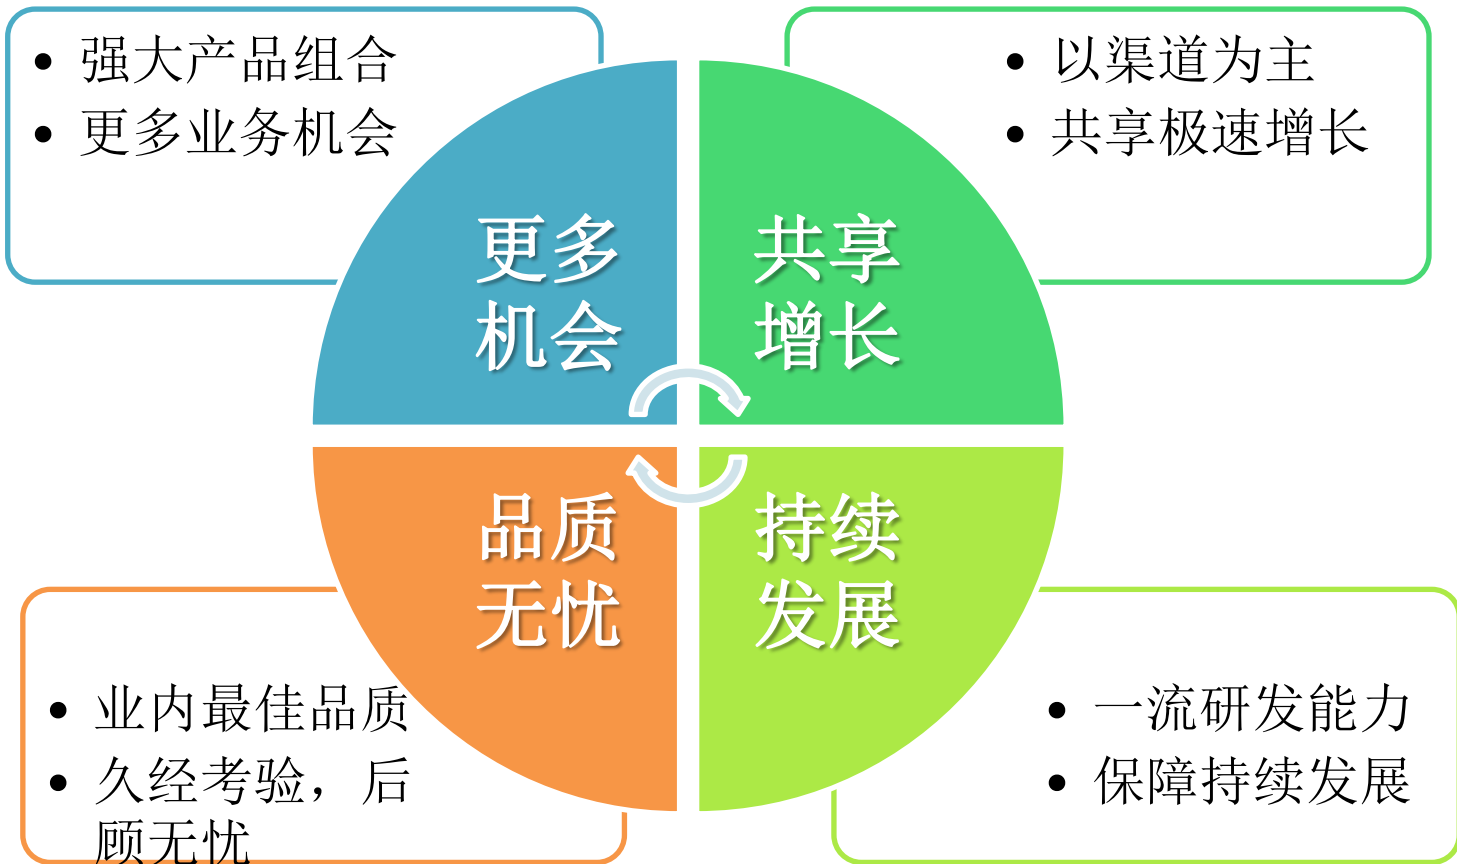 强大产品组合
更多业务机会
以渠道为主
共享极速增长
更多
机会
共享
增长
品质
无忧
持续
发展
业内最佳品质
久经考验，后
顾无忧
一流研发能力
保障持续发展